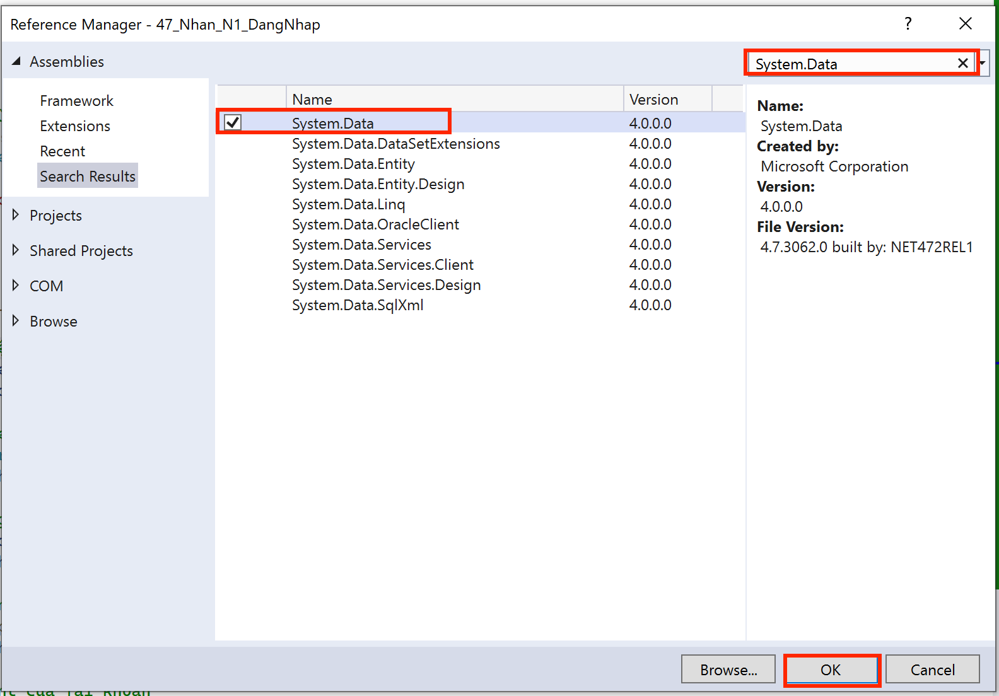 Reference Manager - 47_Nhan_N1_DangNhap
?
Assemblies
System.Data
Framework
Extensions
Recent
Search Results
Projects
Shared Projects
COM
Browse
Name Version
System.Data 4.0.0.0
System.Data.DataSetExtensions 4.0.0.0
System.Data.Entity 4.0.0.0
System.Data.Entity.Design 4.0.0.0
System.Data.Linq 4.0.0.0
System.Data.OracleClient 4.0.0.0
System.Data.Services 4.0.0.0
System.Data.Services.Client 4.0.0.0
System.Data.Services.Design 4.0.0.0
System.Data.SqlXml 4.0.0.0
Name:
System.Data
Created by:
Microsoft Corporation
Version:
4.0.0.0
File Version:
4.7.3062.0 built by: NET472REL1
Browse... OK Cancel